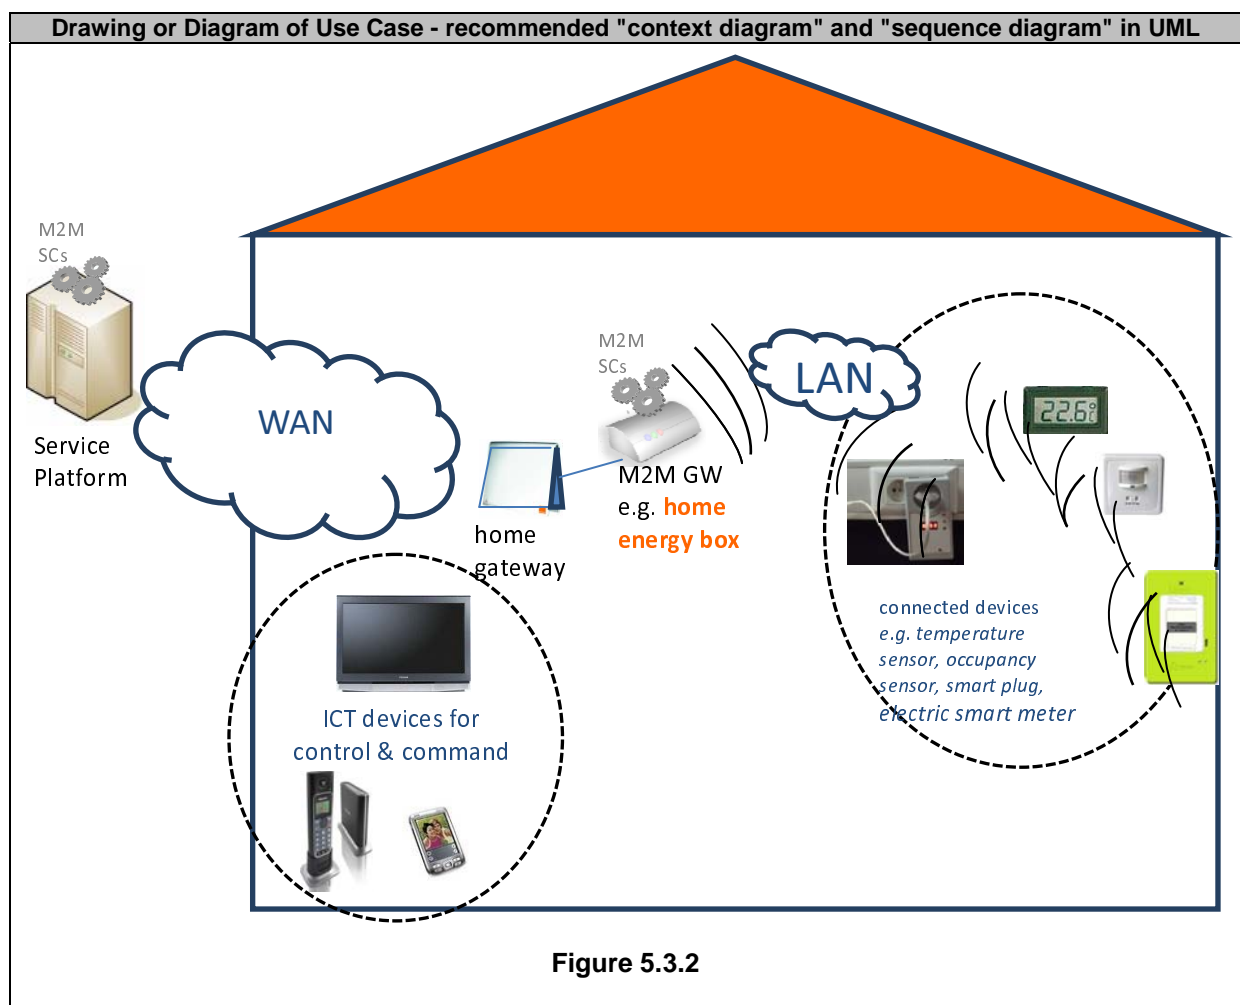 Drawing or Diagram of Use Case - recommended "context diagram" and "sequence diagram" in UML
M2M
SCs
Service
Platform
WAN
home
gateway
M2M
SCs
M2M GW
e.g. home
energy box
LAN
22.6°C
connected devices
e.g. temperature
sensor, occupancy
sensor, smart plug,
electric smart meter
ICT devices for
control & command
Figure 5.3.2